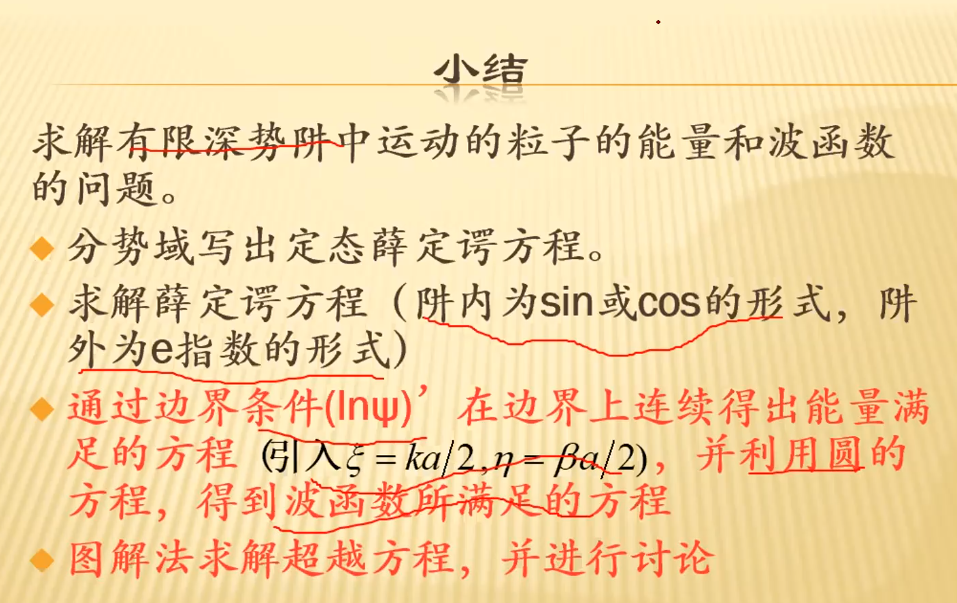 小结
求解有限深势阱中运动的粒子的能量和波函数
的问题。
◆ 分势域写出定态薛定谔方程。
◆ 求解薛定谔方程（阱内为sin或cos的形式，阱
外为e指数的形式）
◆ 通过边界条件(lnψ)’在边界上连续得出能量满
足的方程（引入ξ = ka/2, η = βa/2)，并利用圆的
方程，得到波函数所满足的方程
◆ 图解法求解超越方程，并进行讨论